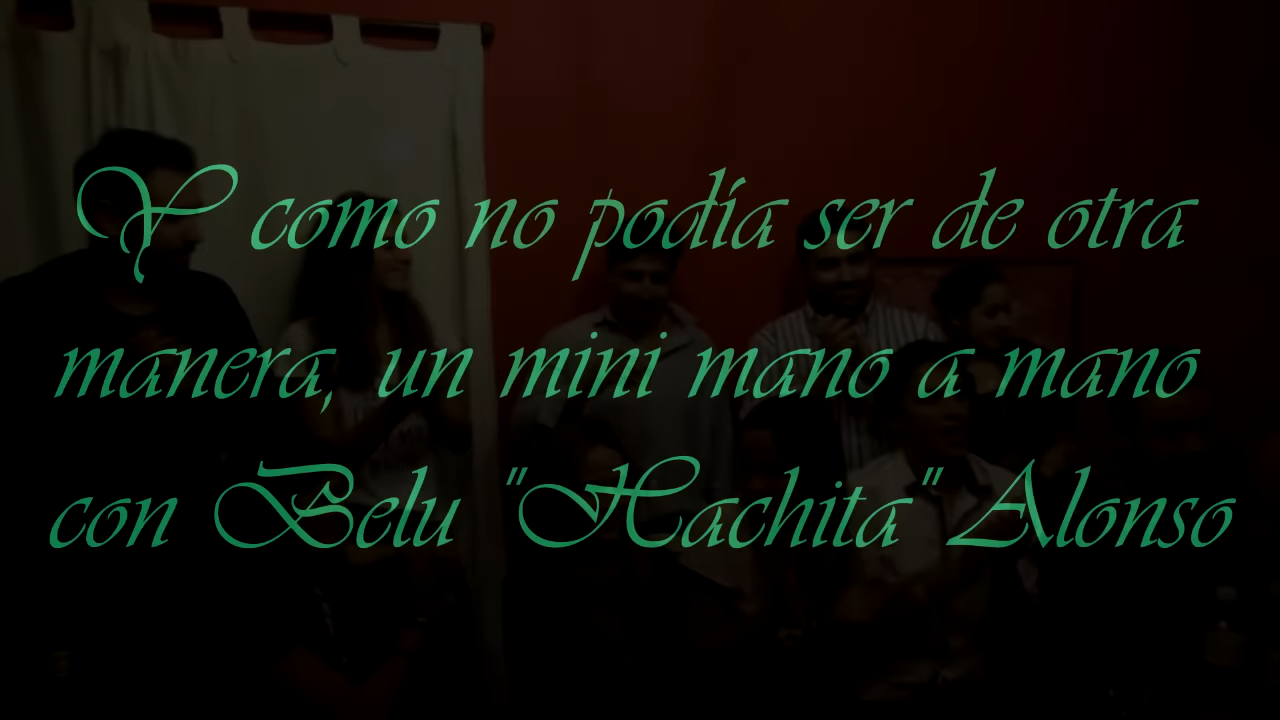 Y como no podía ser de otra
manera, un mini mano a mano
con Belu "Hachita" Alonso